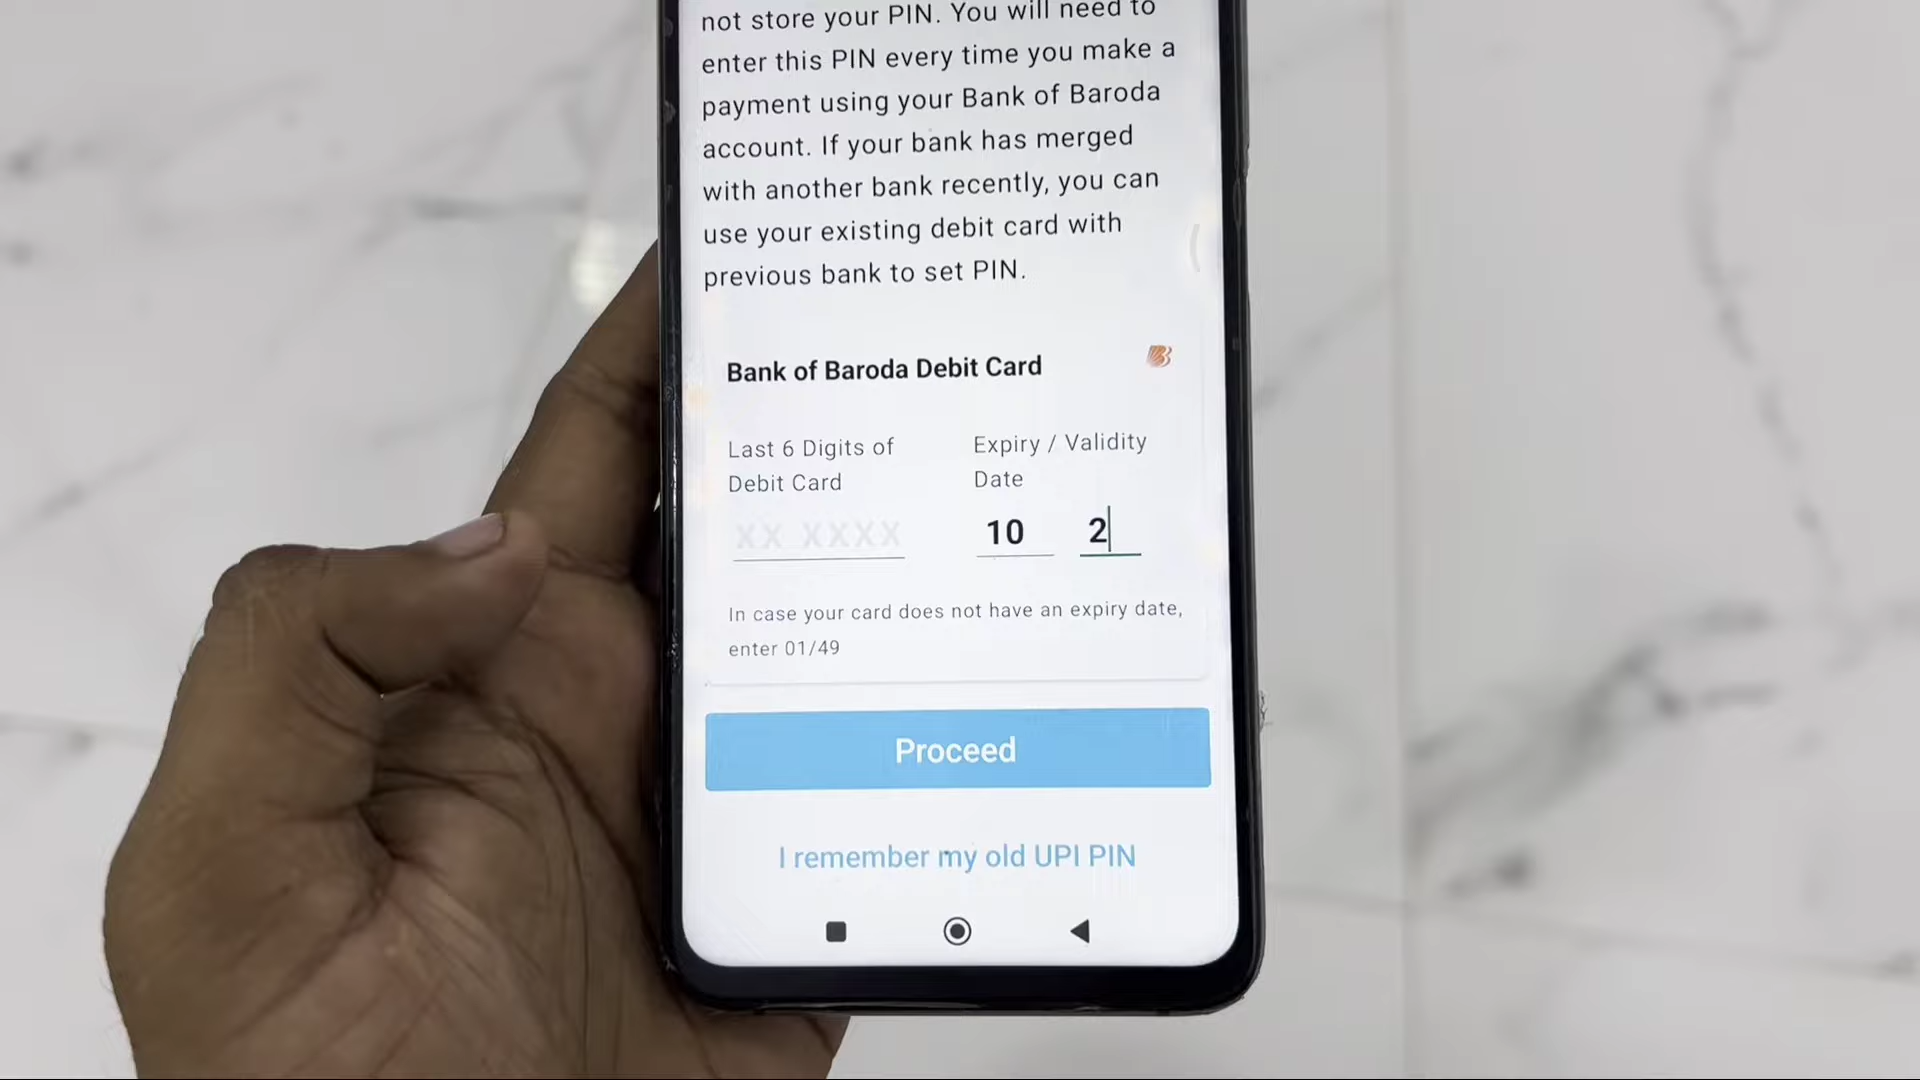 not store your PIN. You will need to
enter this PIN every time you make a
payment using your Bank of Baroda
account. If your bank has merged
with another bank recently, you can
use your existing debit card with
previous bank to set PIN.
Bank of Baroda Debit Card
Last 6 Digits of
Debit Card
Expiry / Validity
Date
XX XXXX
10 2
In case your card does not have an expiry date,
enter 01/49
Proceed
I remember my old UPI PIN